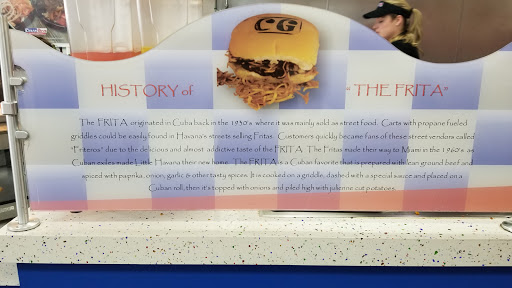 CG
HISTORY of " THE FRITA"
The FRITA originated in Cuba back in the 1930's where it was mainly sold as street food. Carts with propane fueled
griddles could be easily found in Havana's streets selling Fritas. Customers quickly became fans of these street vendors called
"Friteros" due to the delicious and almost addictive taste of the FRITA. The Fritas made their way to Miami in the 1960's as
Cuban exiles made Little Havana their new home. The FRITA is a Cuban favorite that is prepared with lean ground beef and
spiced with paprika, onion, garlic & other tasty spices. It is cooked on a griddle, dashed with a special sauce and placed on a
Cuban roll, then it's topped with onions and piled high with julienne cut potatoes.